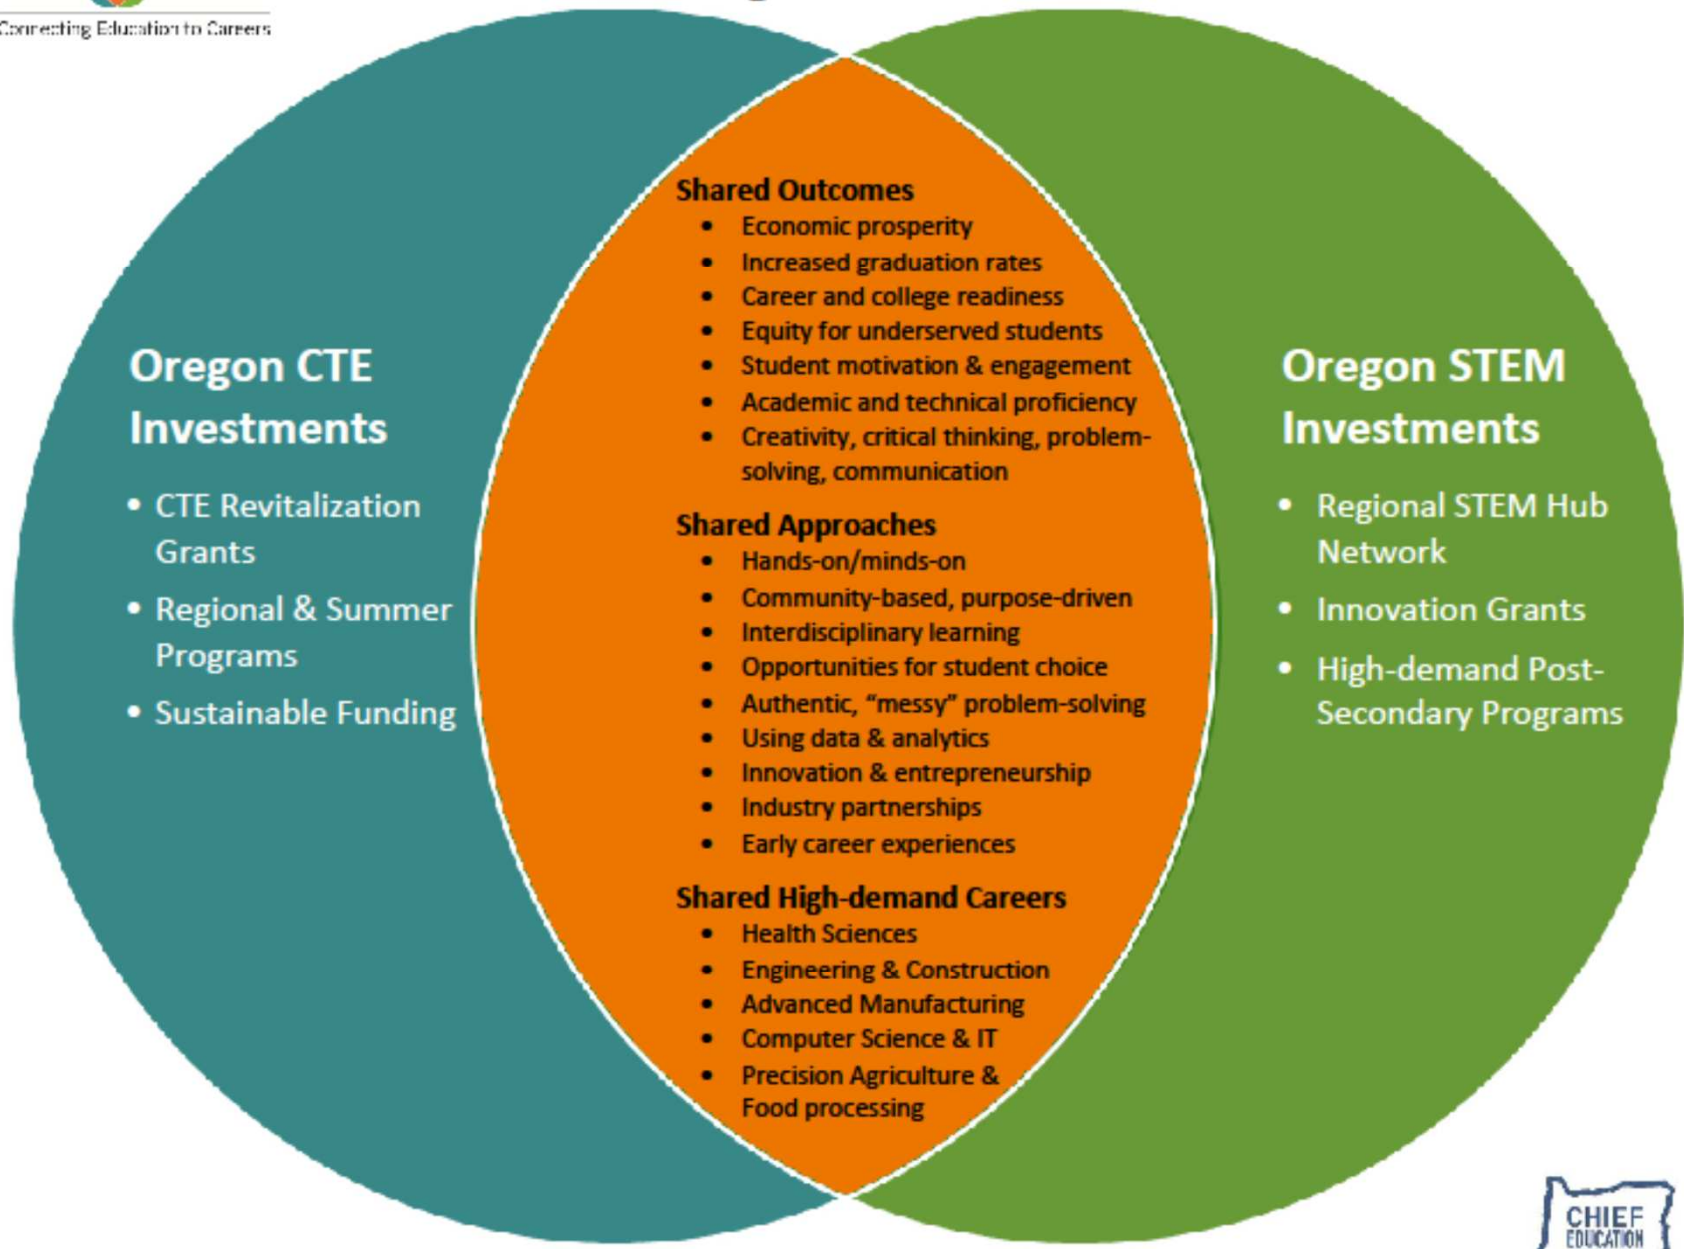 Connecting Education to Careers
Shared Outcomes
• Economic prosperity
• Increased graduation rates
• Career and college readiness
• Equity for underserved students
• Student motivation & engagement
• Academic and technical proficiency
• Creativity, critical thinking, problem-
solving, communication
Shared Approaches
• Hands-on/minds-on
• Community-based, purpose-driven
• Interdisciplinary learning
• Opportunities for student choice
• Authentic, “messy” problem-solving
• Using data & analytics
• Innovation & entrepreneurship
• Industry partnerships
• Early career experiences
Shared High-demand Careers
• Health Sciences
• Engineering & Construction
• Advanced Manufacturing
• Computer Science & IT
• Precision Agriculture &
Food processing
Oregon CTE
Investments
• CTE Revitalization
Grants
• Regional & Summer
Programs
• Sustainable Funding
Oregon STEM
Investments
• Regional STEM Hub
Network
• Innovation Grants
• High-demand Post-
Secondary Programs
CHIEF
EDUCATION